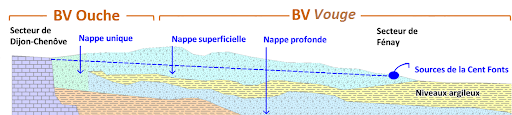 BV Ouche
BV Vouge
Secteur de
Dijon-Chenôve
Nappe unique
Nappe superficielle
Nappe profonde
Secteur de
Fénay
Sources de la Cent Fonts
Niveaux argileux